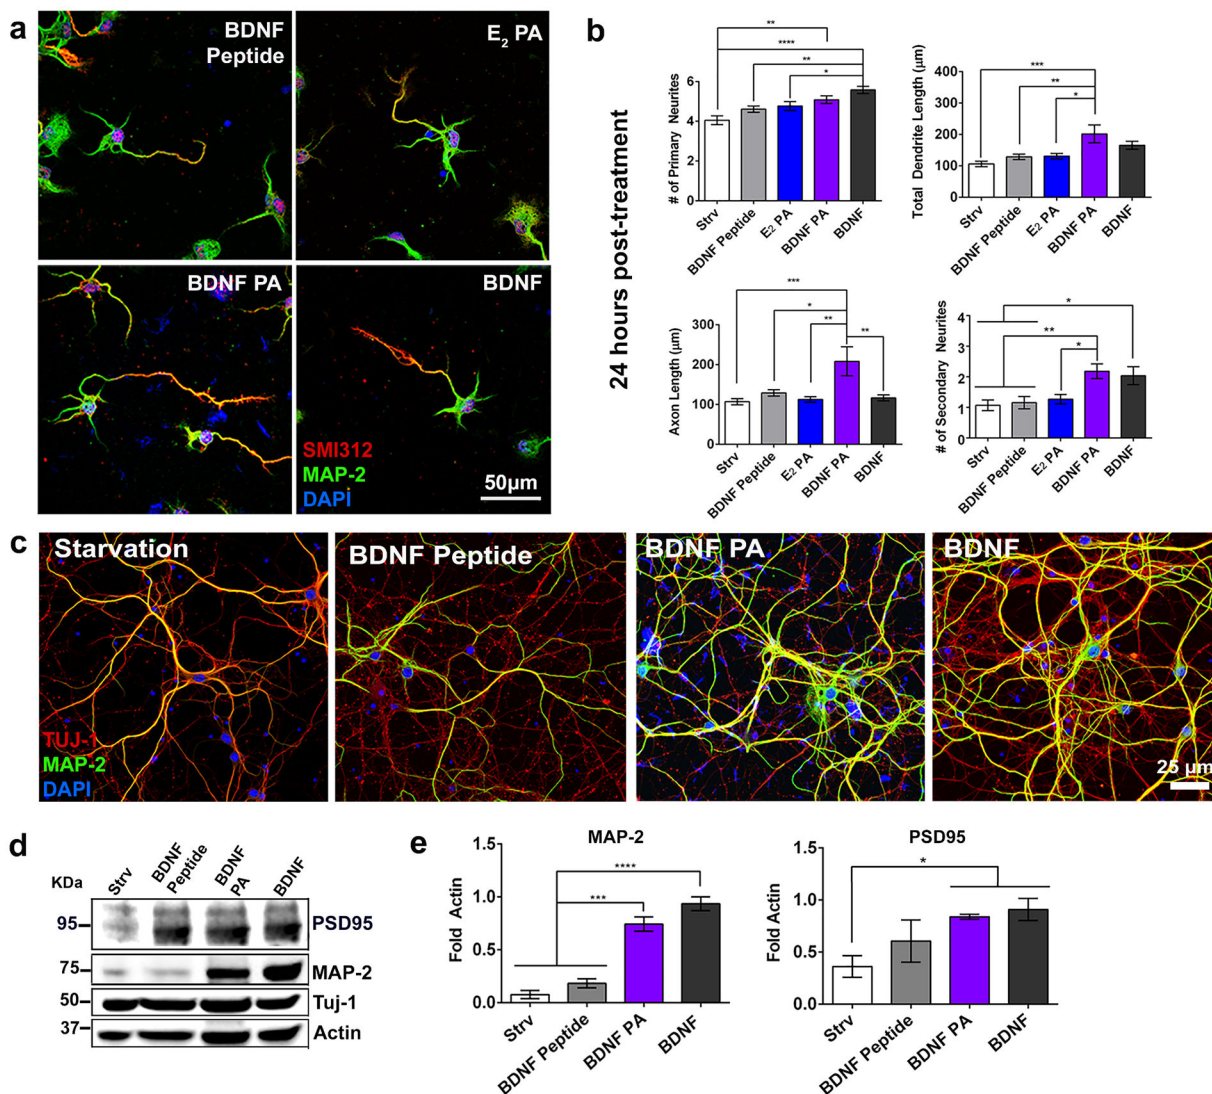 a
BDNF
Peptide
E₂ PA
BDNF PA
BDNF
SMI312
MAP-2
DAPI
50µm
b
24 hours post-treatment
# of Primary Neurites
0
2
4
6
8
**
****
**
*
Strv
BDNF Peptide
E₂ PA
BDNF PA
BDNF
Total Dendrite Length (µm)
0
100
200
300
400
***
**
*
Strv
BDNF Peptide
E₂ PA
BDNF PA
BDNF
Axon Length (µm)
0
100
200
300
***
*
**
**
Strv
BDNF Peptide
E₂ PA
BDNF PA
BDNF
# of Secondary Neurites
0
1
2
3
4
*
**
*
Strv
BDNF Peptide
E₂ PA
BDNF PA
BDNF
c
Starvation
BDNF Peptide
BDNF PA
BDNF
TUJ-1
MAP-2
DAPI
25 µm
d
KDa
Strv
BDNF
Peptide
BDNF
PA
BDNF
95
PSD95
75
MAP-2
50
Tuj-1
37
Actin
e
MAP-2
Fold Actin
0.0
0.5
1.0
1.5
****
***
Strv
BDNF Peptide
BDNF PA
BDNF
PSD95
Fold Actin
0.0
0.5
1.0
1.5
*
Strv
BDNF Peptide
BDNF PA
BDNF